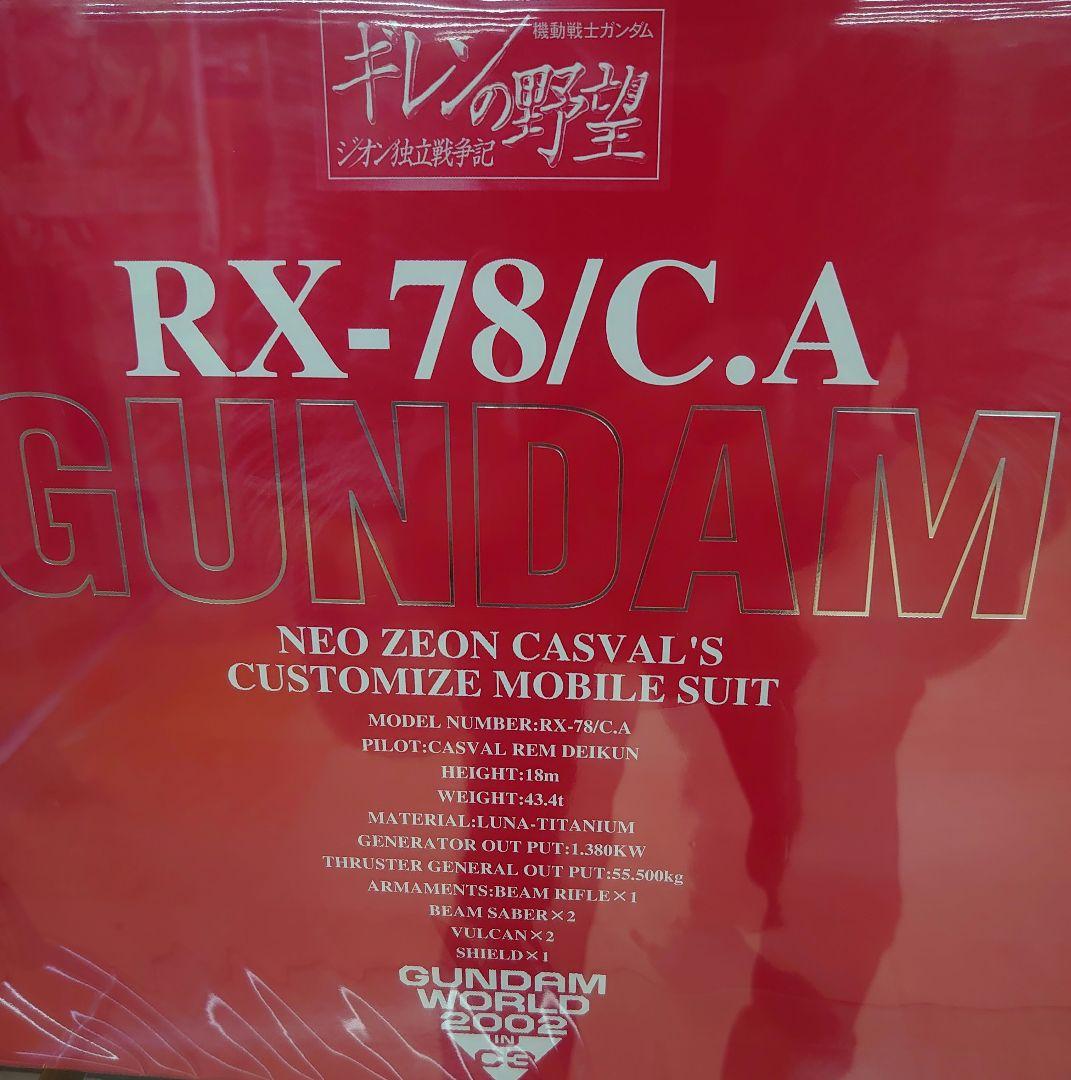 機動戦士ガンダム
ギレンの野望
ジオン独立戦争記
RX-78/C.A
GUNDAM
NEO ZEON CASVAL'S
CUSTOMIZE MOBILE SUIT
MODEL NUMBER:RX-78/C.A
PILOT:CASVAL REM DEIKUN
HEIGHT:18m
WEIGHT:43.4t
MATERIAL:LUNA-TITANIUM
GENERATOR OUT PUT:1.380KW
THRUSTER GENERAL OUT PUT:55.500kg
ARMAMENTS:BEAM RIFLE×1
BEAM SABER×2
VULCAN×2
SHIELD×1
GUNDAM
WORLD
2002
IN
C3